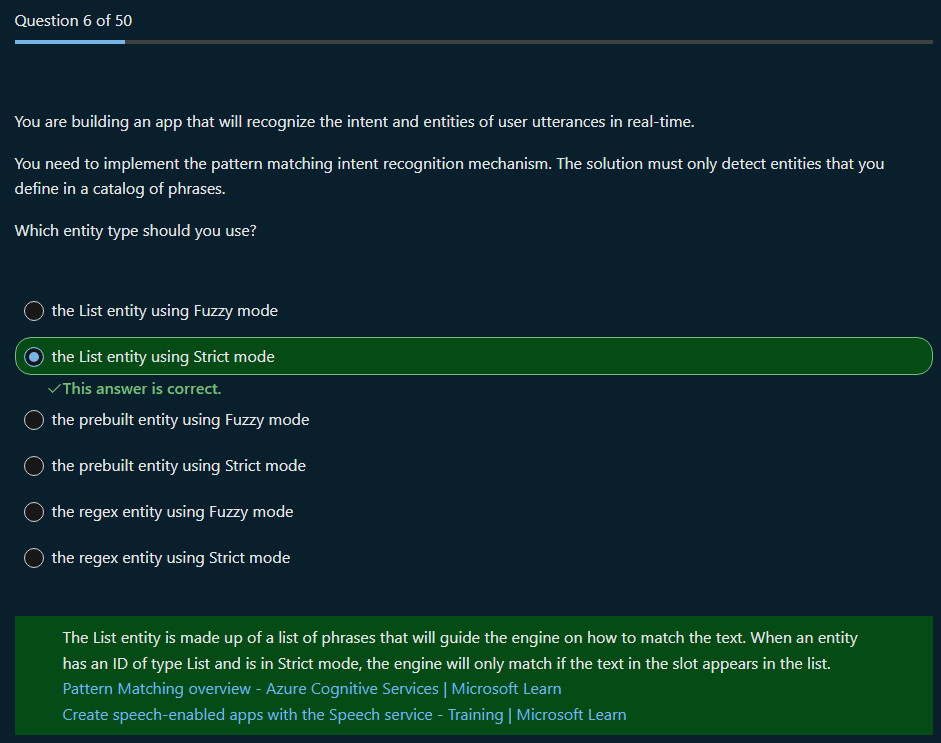 Question 6 of 50
You are building an app that will recognize the intent and entities of user utterances in real-time.
You need to implement the pattern matching intent recognition mechanism. The solution must only detect entities that you
define in a catalog of phrases.
Which entity type should you use?
the List entity using Fuzzy mode
the List entity using Strict mode
✓This answer is correct.
the prebuilt entity using Fuzzy mode
the prebuilt entity using Strict mode
the regex entity using Fuzzy mode
the regex entity using Strict mode
The List entity is made up of a list of phrases that will guide the engine on how to match the text. When an entity
has an ID of type List and is in Strict mode, the engine will only match if the text in the slot appears in the list.
Pattern Matching overview - Azure Cognitive Services | Microsoft Learn
Create speech-enabled apps with the Speech service - Training | Microsoft Learn